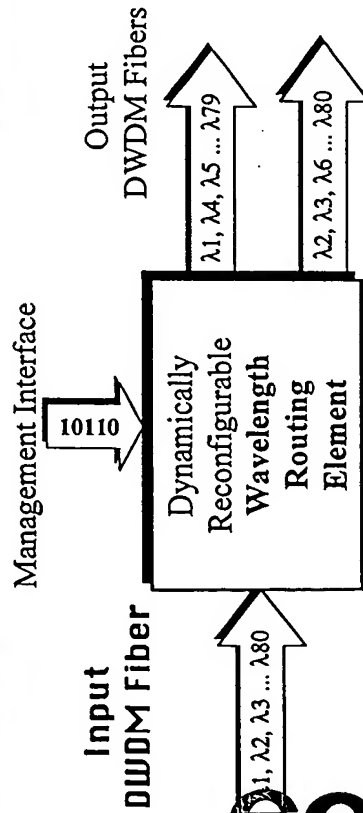 Management Interface
10110
Input
DWDM Fiber
1, λ2, λ3 ... λ80
Dynamically
Reconfigurable
Wavelength
Routing
Element
Output
DWDM Fibers
λ1, λ4, λ5 ... λ79
λ2, λ3, λ6 ... λ80